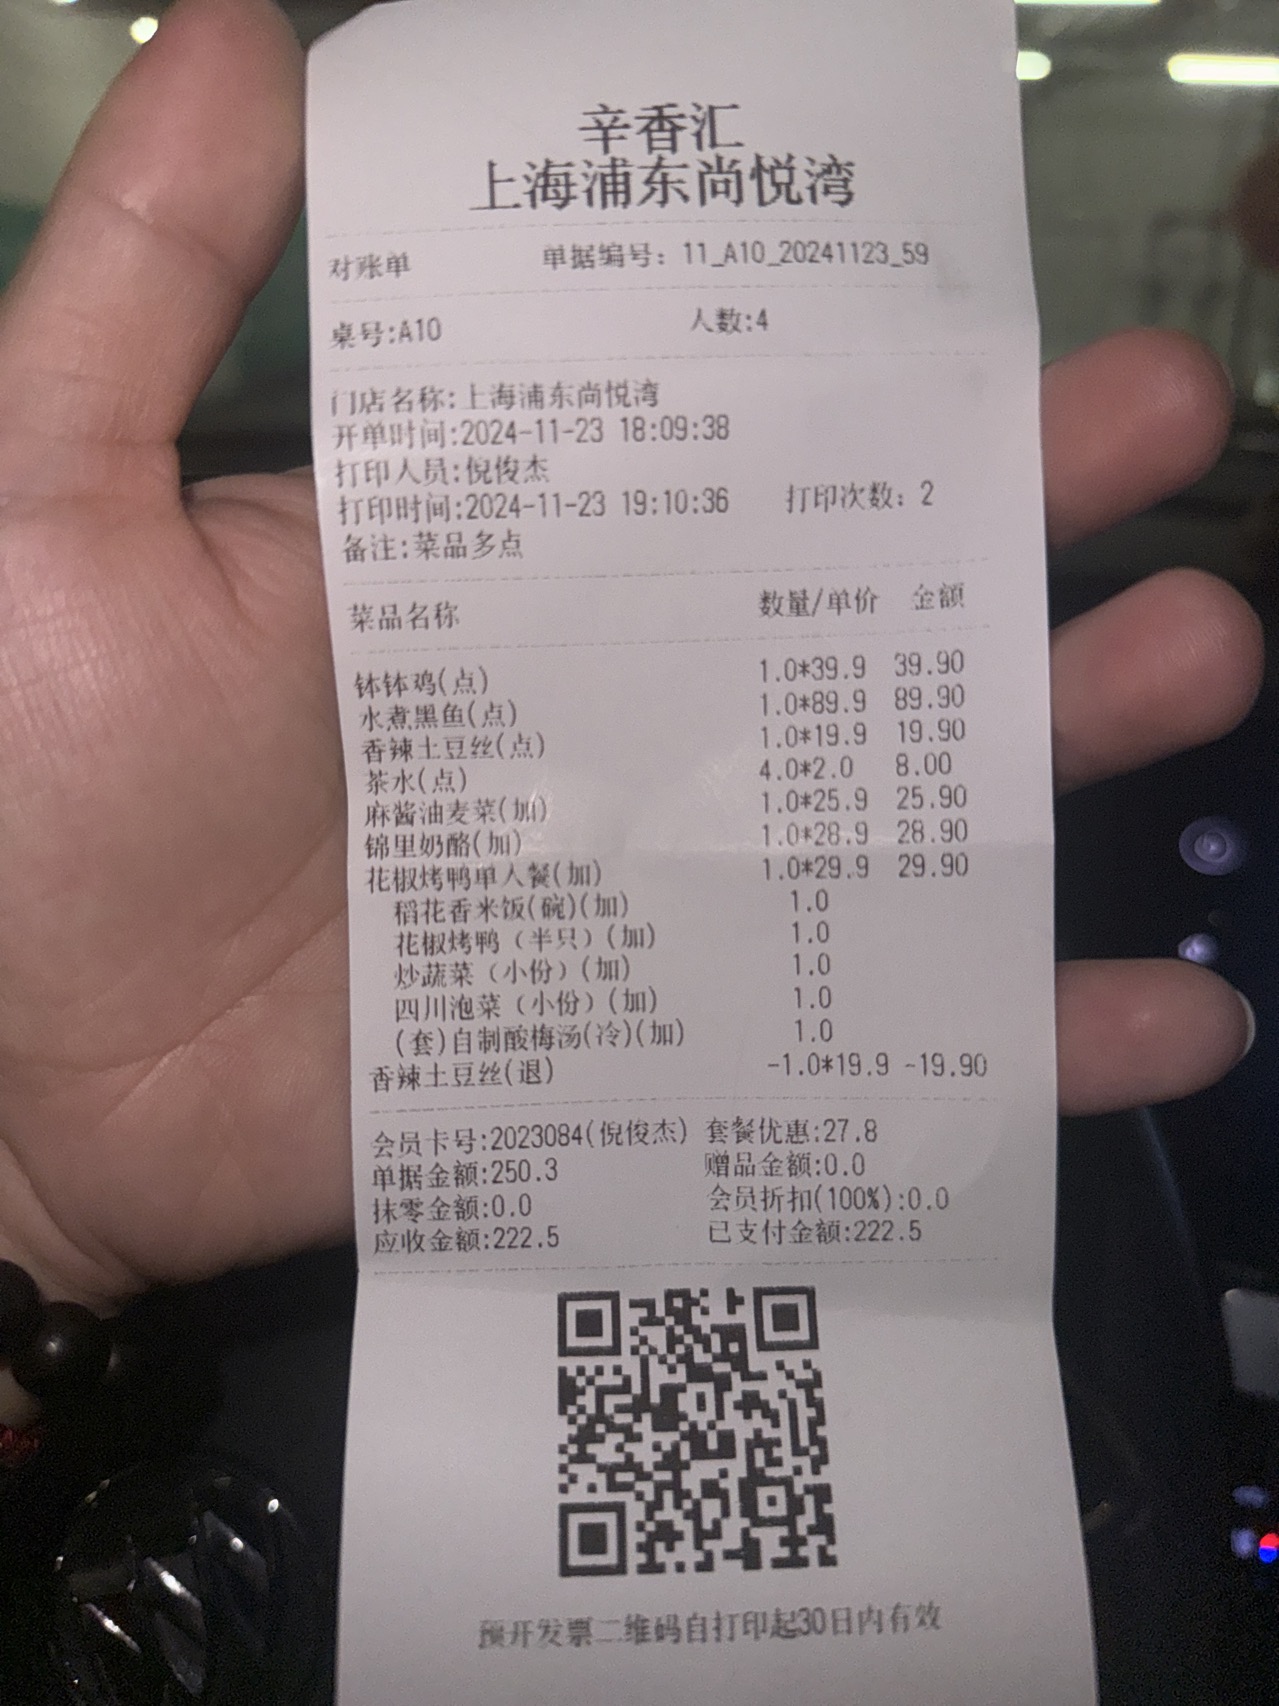 辛香汇
上海浦东尚悦湾
对账单 单据编号：11_A10_20241123_59
桌号:A10 人数:4
门店名称:上海浦东尚悦湾
开单时间:2024-11-23 18:09:38
打印人员:倪俊杰
打印时间:2024-11-23 19:10:36 打印次数：2
备注:菜品多点
菜品名称 数量/单价 金额
钵钵鸡(点) 1.0*39.9 39.90
水煮黑鱼(点) 1.0*89.9 89.90
香辣土豆丝(点) 1.0*19.9 19.90
茶水(点) 4.0*2.0 8.00
麻酱油麦菜(加) 1.0*25.9 25.90
锦里奶酪(加) 1.0*28.9 28.90
花椒烤鸭单人餐(加) 1.0*29.9 29.90
稻花香米饭(碗)(加) 1.0
花椒烤鸭（半只）(加) 1.0
炒蔬菜（小份）(加) 1.0
四川泡菜（小份）(加) 1.0
(套)自制酸梅汤(冷)(加) 1.0
香辣土豆丝(退) -1.0*19.9 -19.90
会员卡号:2023084(倪俊杰) 套餐优惠:27.8
单据金额:250.3 赠品金额:0.0
抹零金额:0.0 会员折扣(100%):0.0
应收金额:222.5 已支付金额:222.5
预开发票二维码自打印起30日内有效